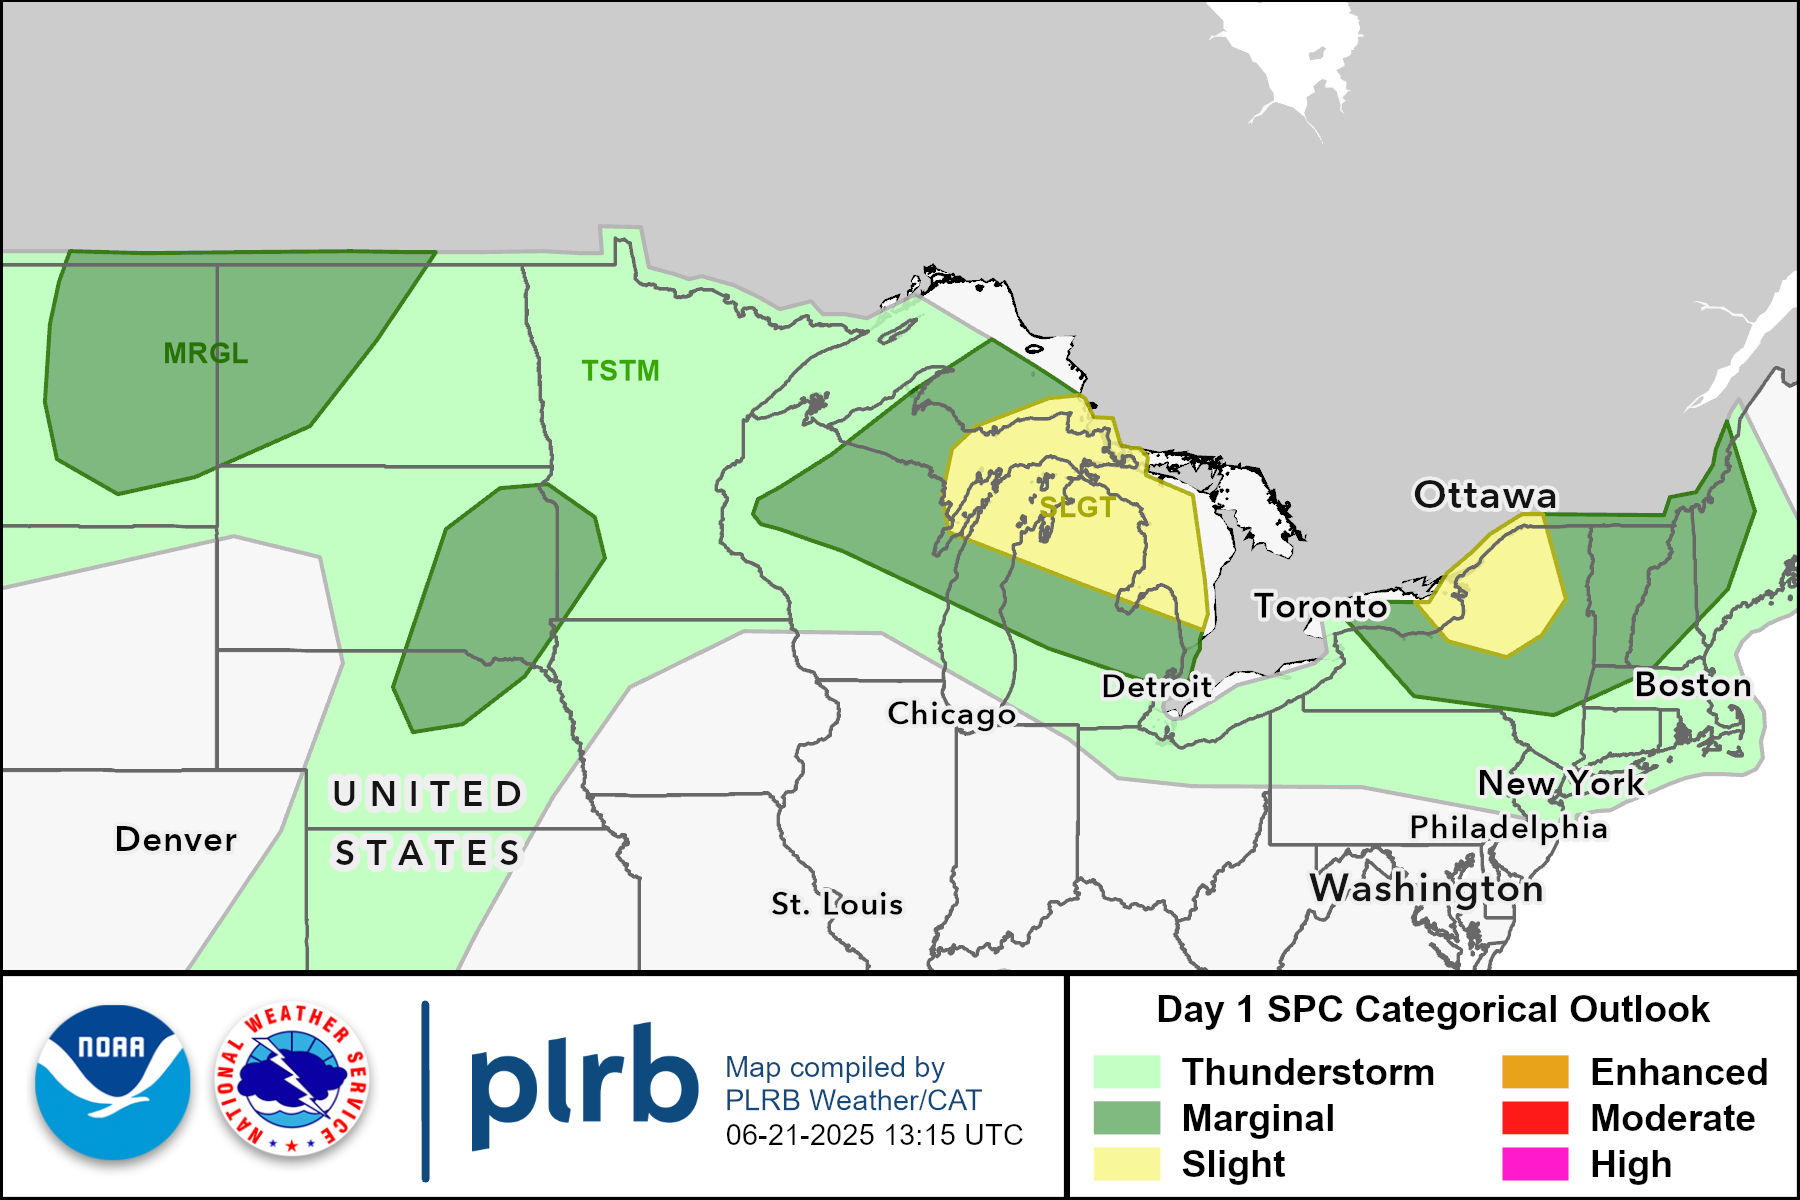 MRGL
TSTM
SLGT
Ottawa
Toronto
Detroit
Boston
Chicago
New York
UNITED
STATES
Denver
Philadelphia
Washington
St. Louis
NOAA
NATIONAL WEATHER SERVICE
plrb
Map compiled by
PLRB Weather/CAT
06-21-2025 13:15 UTC
Day 1 SPC Categorical Outlook
Thunderstorm
Marginal
Slight
Enhanced
Moderate
High